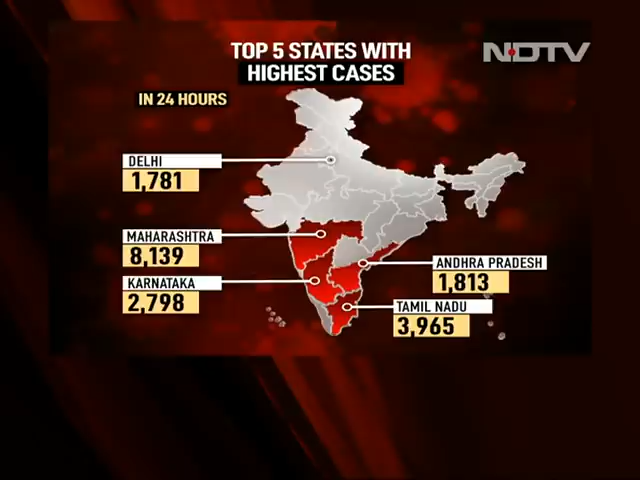 TOP 5 STATES WITH
HIGHEST CASES
NDTV
IN 24 HOURS
DELHI
1,781
MAHARASHTRA
8,139
KARNATAKA
2,798
ANDHRA PRADESH
1,813
TAMIL NADU
3,965